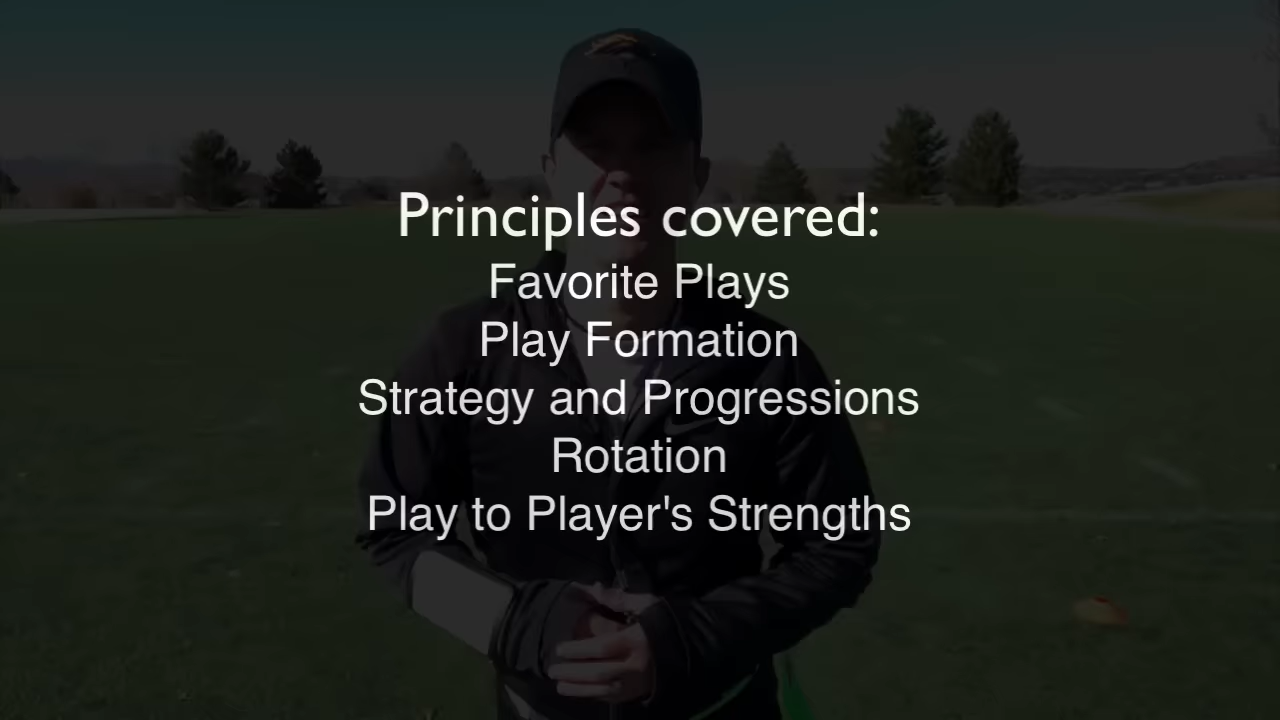 Principles covered:
Favorite Plays
Play Formation
Strategy and Progressions
Rotation
Play to Player's Strengths